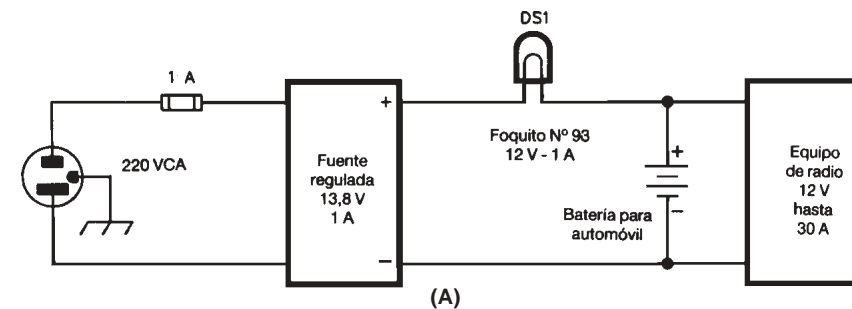 DS1
1 A
220 VCA
Fuente
regulada
13,8 V
1 A
+
−
Foquito Nº 93
12 V - 1 A
+
−
Batería para
automóvil
Equipo
de radio
12 V
hasta
30 A
(A)